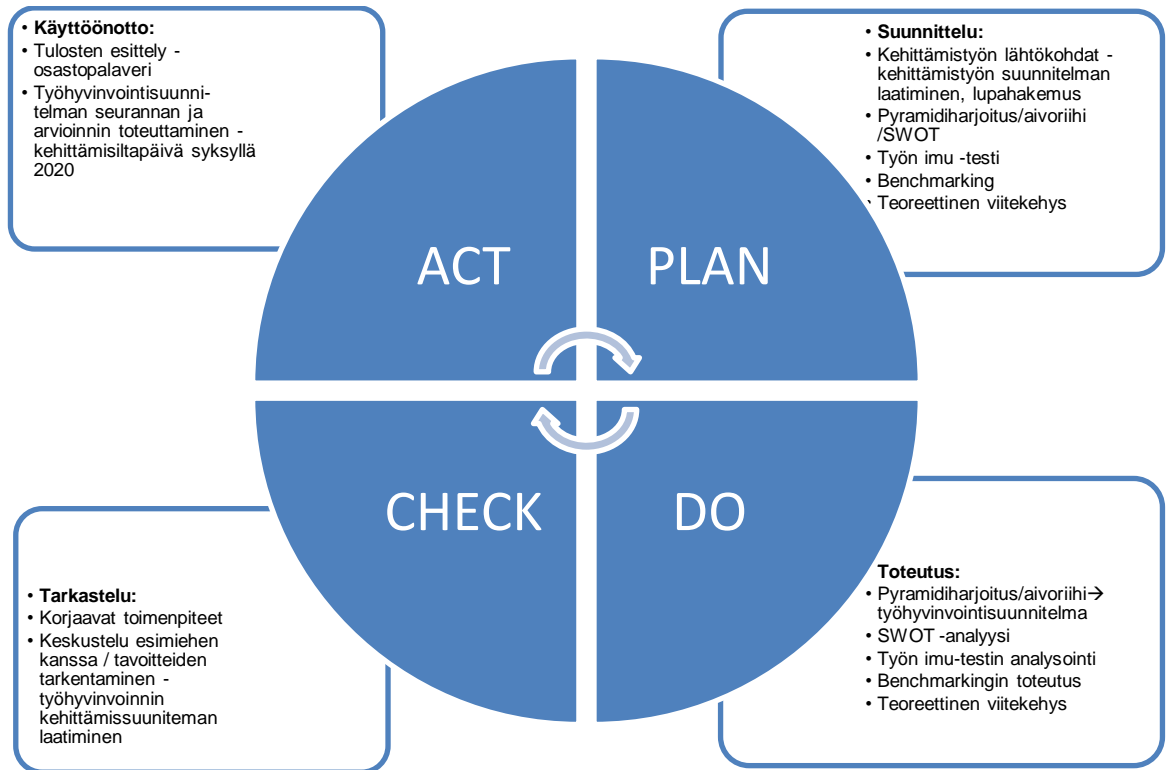 • Käyttöönotto:
• Tulosten esittely -
osastopalaveri
• Työhyvinvointisuunni-
telman seurannan ja
arvioinnin toteuttaminen -
kehittämisiltapäivä syksyllä
2020
• Suunnittelu:
• Kehittämistyön lähtökohdat -
kehittämistyön suunnitelman
laatiminen, lupahakemus
• Pyramidiharjoitus/aivoriihi
/SWOT
• Työn imu -testi
• Benchmarking
• Teoreettinen viitekehys
ACT
PLAN
CHECK
DO
• Tarkastelu:
• Korjaavat toimenpiteet
• Keskustelu esimiehen
kanssa / tavoitteiden
tarkentaminen -
työhyvinvoinnin
kehittämissuuniteman
laatiminen
Toteutus:
• Pyramidiharjoitus/aivoriihi→
työhyvinvointisuunnitelma
• SWOT -analyysi
• Työn imu-testin analysointi
• Benchmarkingin toteutus
• Teoreettinen viitekehys